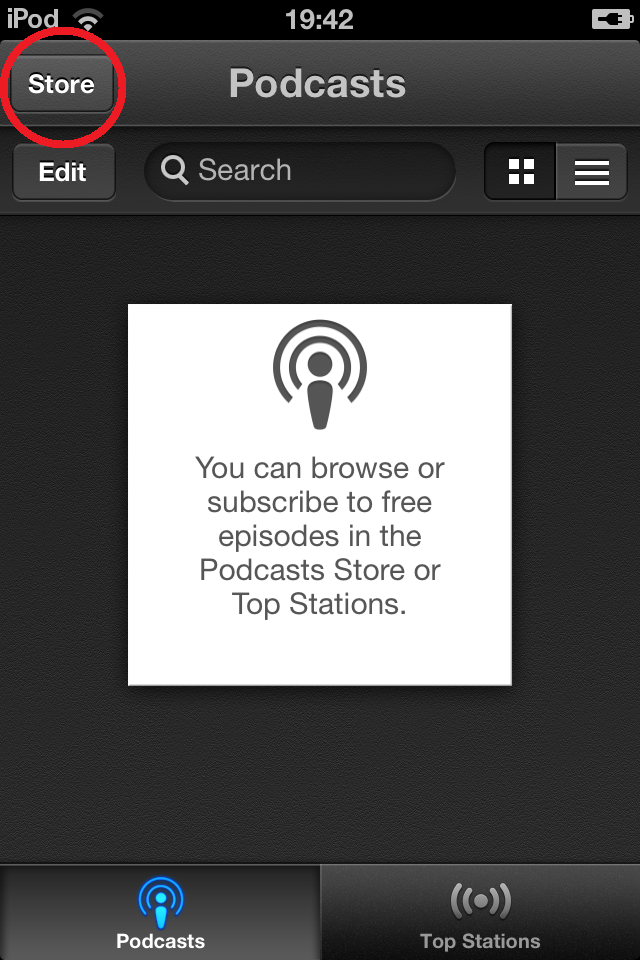 iPod 19:42
Store Podcasts
Edit Search
You can browse or
subscribe to free
episodes in the
Podcasts Store or
Top Stations.
Podcasts Top Stations